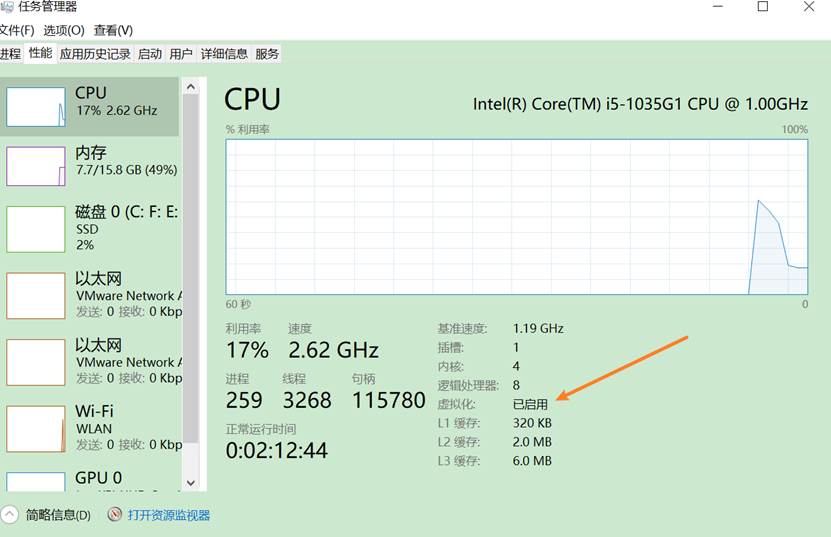 任务管理器
文件(F) 选项(O) 查看(V)
进程 性能 应用历史记录 启动 用户 详细信息 服务
CPU
17% 2.62 GHz
内存
7.7/15.8 GB (49%)
磁盘 0 (C: F: E:
SSD
2%
以太网
VMware Network A
发送: 0 接收: 0 Kbp
以太网
VMware Network A
发送: 0 接收: 0 Kbp
Wi-Fi
WLAN
发送: 0 接收: 0 Kbp
GPU 0
CPU
Intel(R) Core(TM) i5-1035G1 CPU @ 1.00GHz
% 利用率 100%
60 秒 0
利用率 速度
17% 2.62 GHz
进程 线程 句柄
259 3268 115780
正常运行时间
0:02:12:44
基准速度: 1.19 GHz
插槽: 1
内核: 4
逻辑处理器: 8
虚拟化: 已启用
L1 缓存: 320 KB
L2 缓存: 2.0 MB
L3 缓存: 6.0 MB
简略信息(D) 打开资源监视器